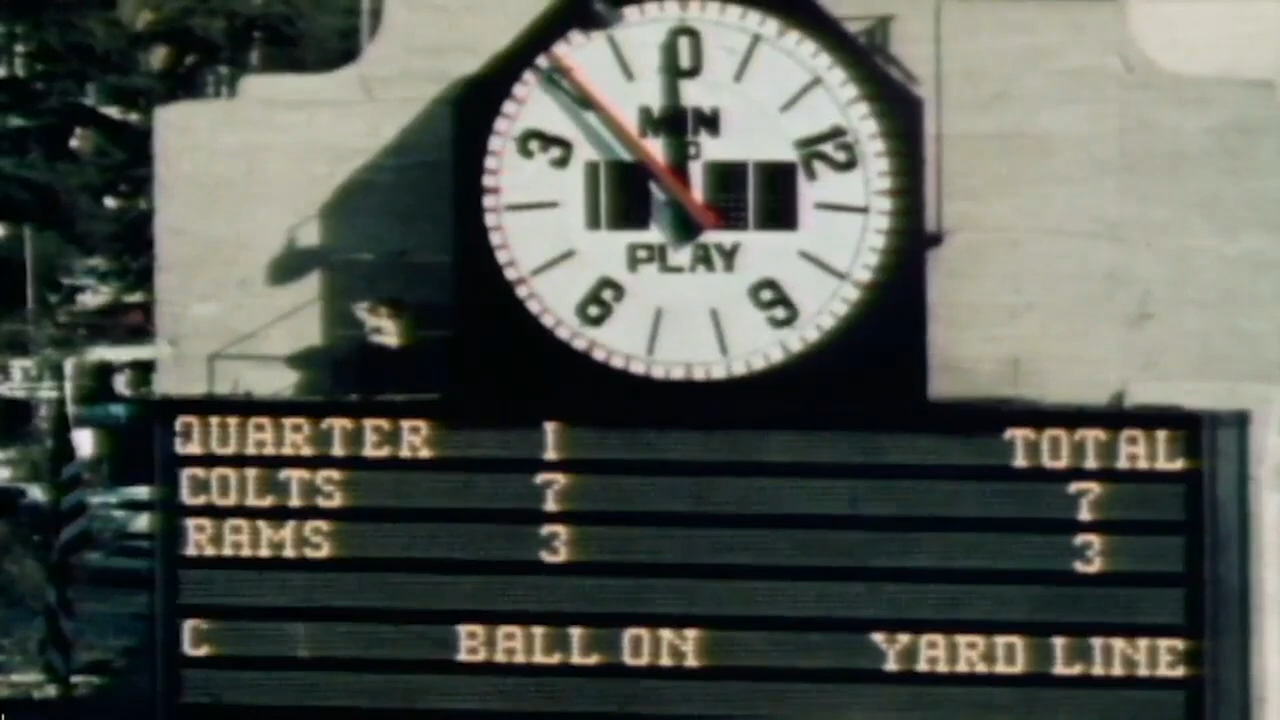 0
3 MIN 12
PLAY
6 9
QUARTER 1 TOTAL
COLTS 7 7
RAMS 3 3
C BALL ON YARD LINE